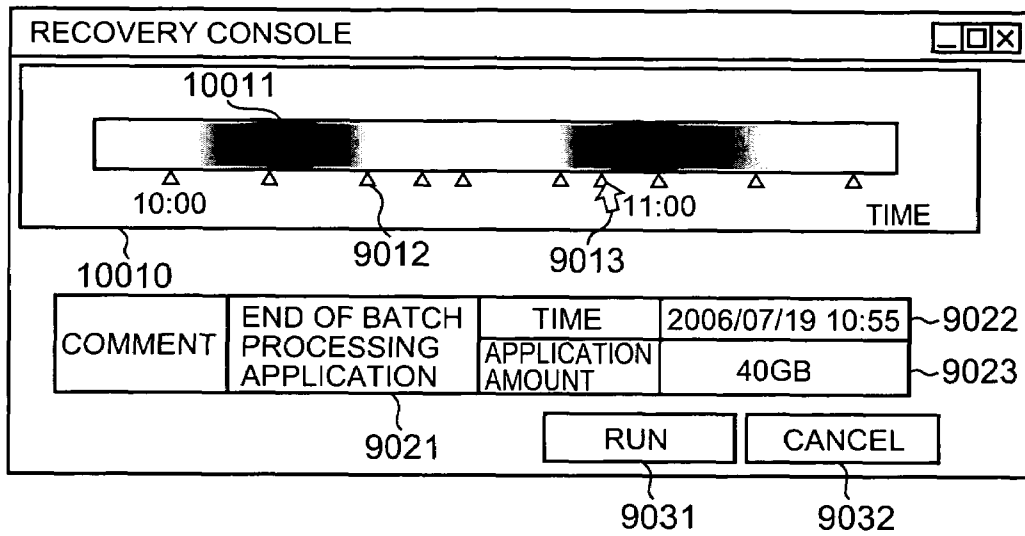 RECOVERY CONSOLE
10011
10:00
11:00
TIME
10010
9012
9013
COMMENT
END OF BATCH
PROCESSING
APPLICATION
TIME
2006/07/19 10:55
9022
APPLICATION
AMOUNT
40GB
9023
9021
RUN
CANCEL
9031
9032